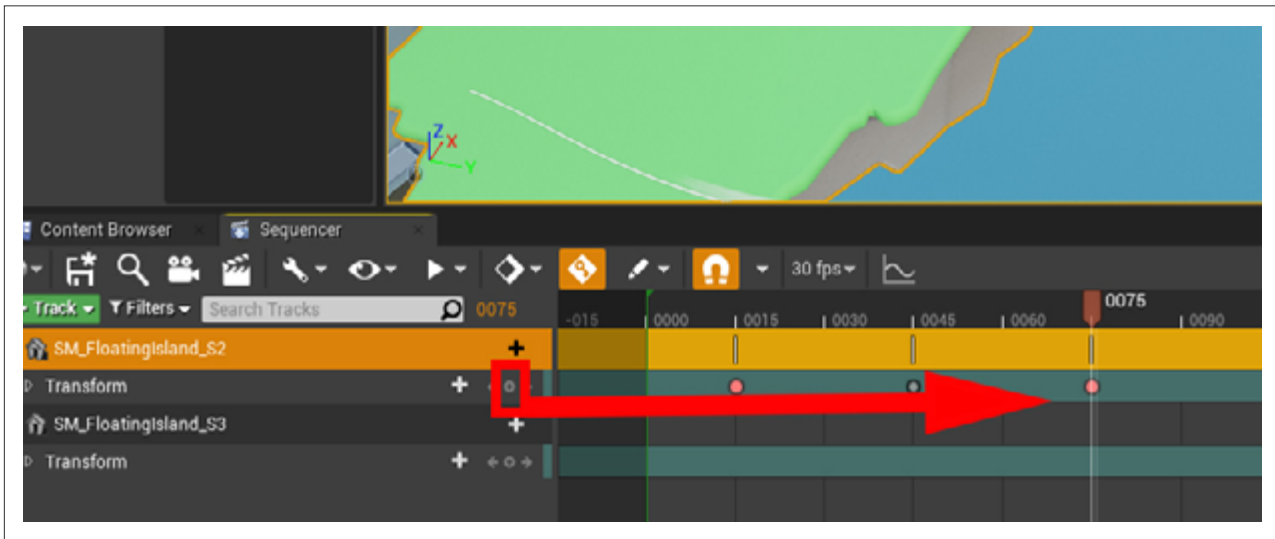 Z
X
Y
Content Browser
Sequencer
30 fps
Track Filters Search Tracks 0075
-015 0000 0015 0030 0045 0060 0075 0090
SM_FloatingIsland_S2
Transform
SM_FloatingIsland_S3
Transform